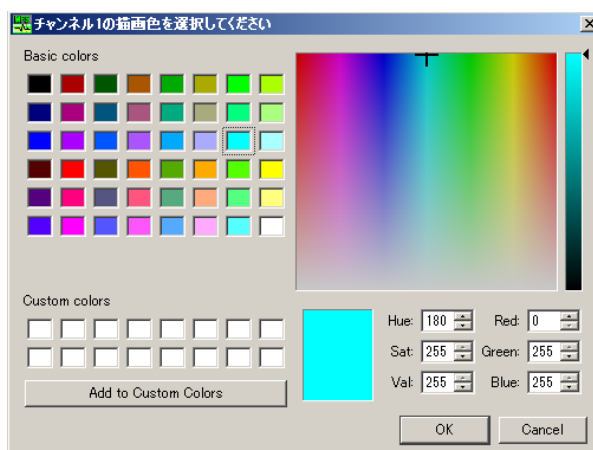 チャンネル1の描画色を選択してください
Basic colors
Custom colors
Add to Custom Colors
Hue: 180
Red: 0
Sat: 255
Green: 255
Val: 255
Blue: 255
OK
Cancel